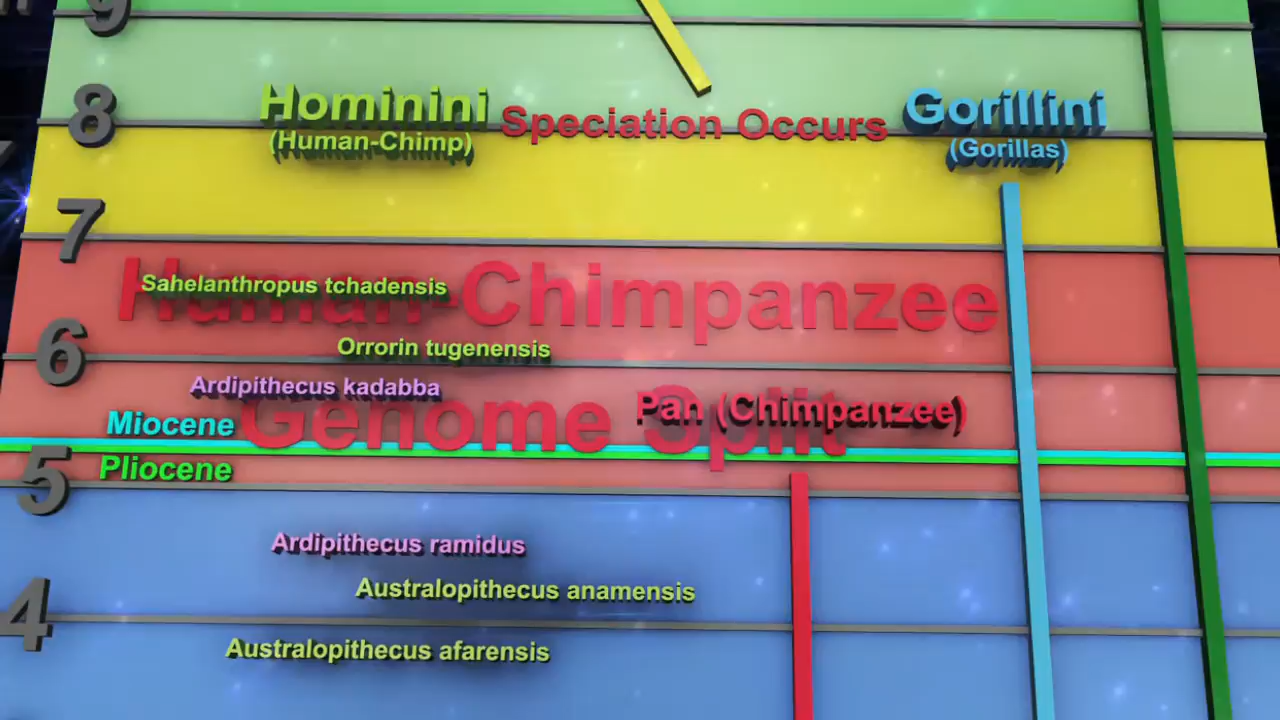 9
8
Hominini
(Human-Chimp)
Speciation Occurs
Gorillini
(Gorillas)
7
Human-Chimpanzee
Sahelanthropus tchadensis
6
Orrorin tugenensis
Ardipithecus kadabba
Genome Split
Pan (Chimpanzee)
Miocene
Pliocene
5
Ardipithecus ramidus
4
Australopithecus anamensis
Australopithecus afarensis